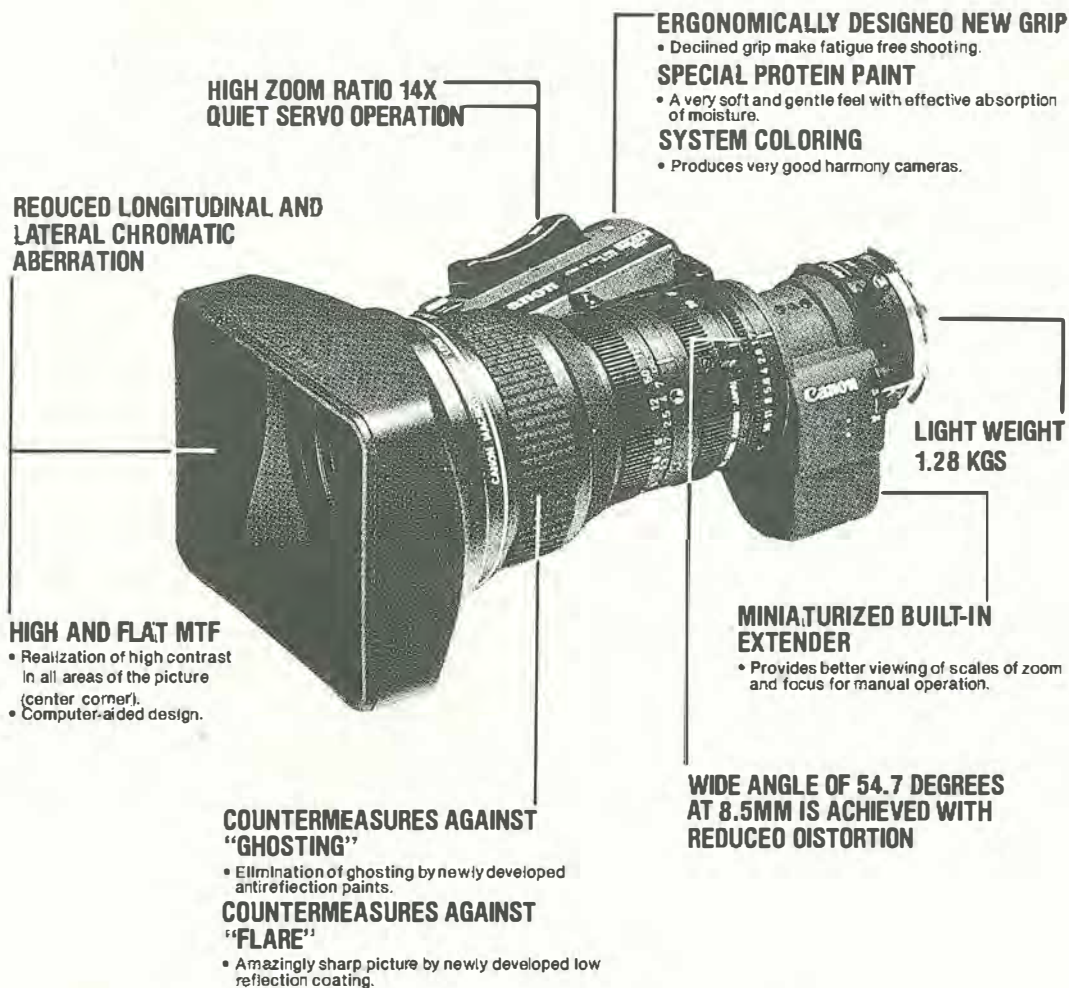 ERGONOMICALLY DESIGNEO NEW GRIP
• Declined grip make fatigue free shooting.
SPECIAL PROTEIN PAINT
• A very soft and gentle feel with effective absorption
of moisture.
SYSTEM COLORING
• Produces very good harmony cameras.
HIGH ZOOM RATIO 14X
QUIET SERVO OPERATION
REOUCED LONGITUDINAL AND
LATERAL CHROMATIC
ABERRATION
CANON
Canon
LIGHT WEIGHT
1.28 KGS
HIGH AND FLAT MTF
• Realization of high contrast
in all areas of the picture
(center corner).
• Computer-aided design.
MINIATURIZED BUILT-IN
EXTENDER
• Provides better viewing of scales of zoom
and focus for manual operation.
WIDE ANGLE OF 54.7 DEGREES
AT 8.5MM IS ACHIEVED WITH
REDUCEO OISTORTION
COUNTERMEASURES AGAINST
"GHOSTING"
• Elimination of ghosting by newly developed
antireflection paints.
COUNTERMEASURES AGAINST
"FLARE"
• Amazingly sharp picture by newly developed low
reflection coating.